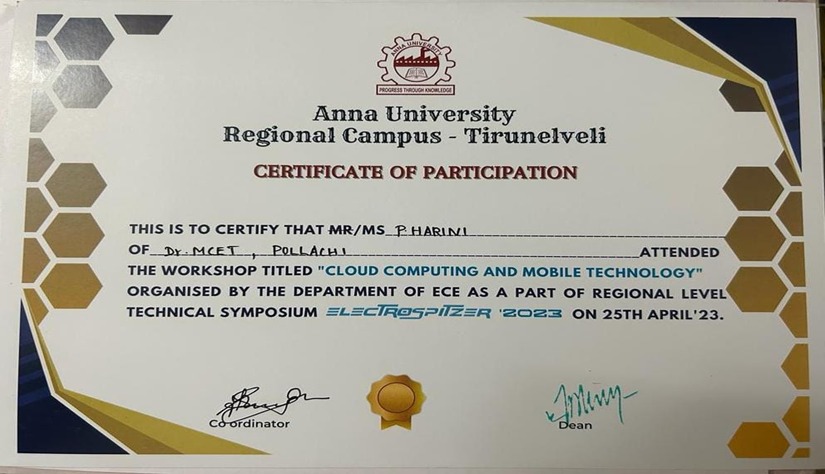 ANNA UNIVERSITY
PROGRESS THROUGH KNOWLEDGE
Anna University
Regional Campus - Tirunelveli
CERTIFICATE OF PARTICIPATION
THIS IS TO CERTIFY THAT MR/MS P.HARINI
OF Dr. MCET, POLLACHI ATTENDED
THE WORKSHOP TITLED "CLOUD COMPUTING AND MOBILE TECHNOLOGY"
ORGANISED BY THE DEPARTMENT OF ECE AS A PART OF REGIONAL LEVEL
TECHNICAL SYMPOSIUM ELECTROSPITZER '2023 ON 25TH APRIL'23.
Coordinator Dean